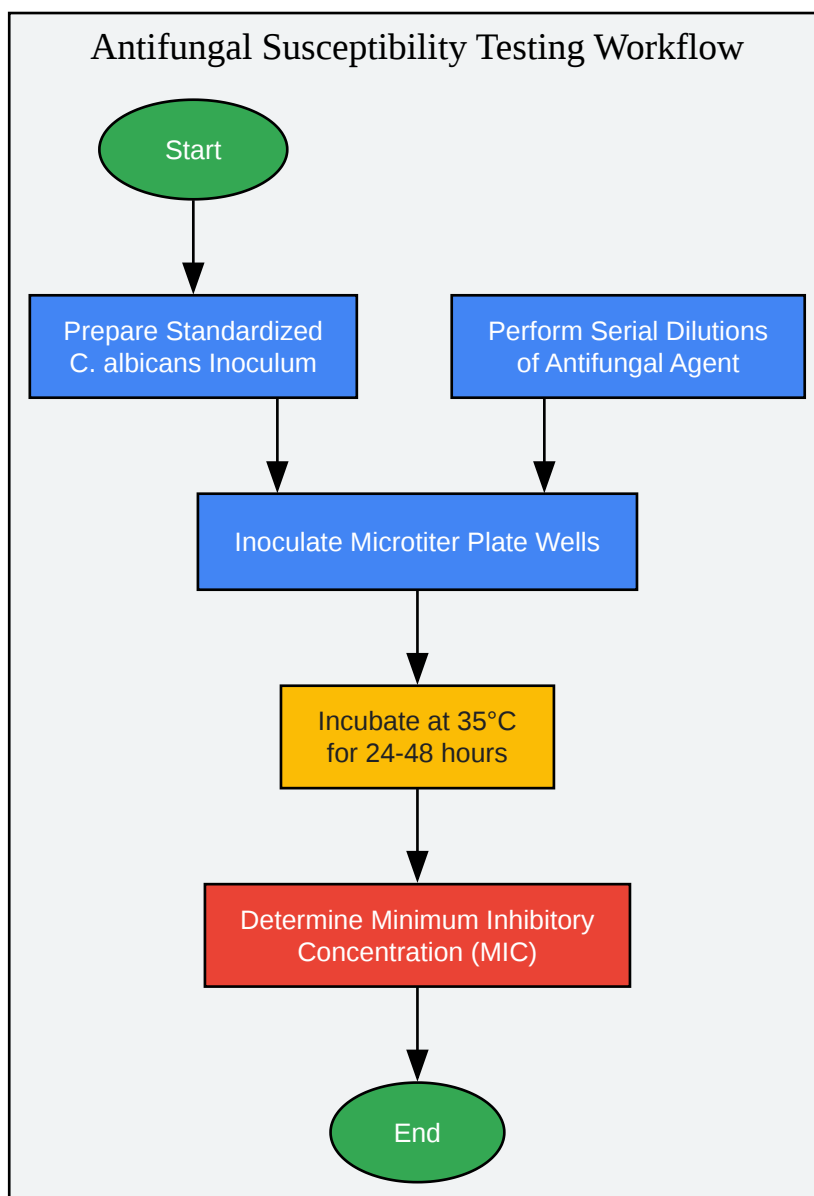 Antifungal Susceptibility Testing Workflow
Start
Prepare Standardized
C. albicans Inoculum
Perform Serial Dilutions
of Antifungal Agent
Inoculate Microtiter Plate Wells
Incubate at 35°C
for 24-48 hours
Determine Minimum Inhibitory
Concentration (MIC)
End